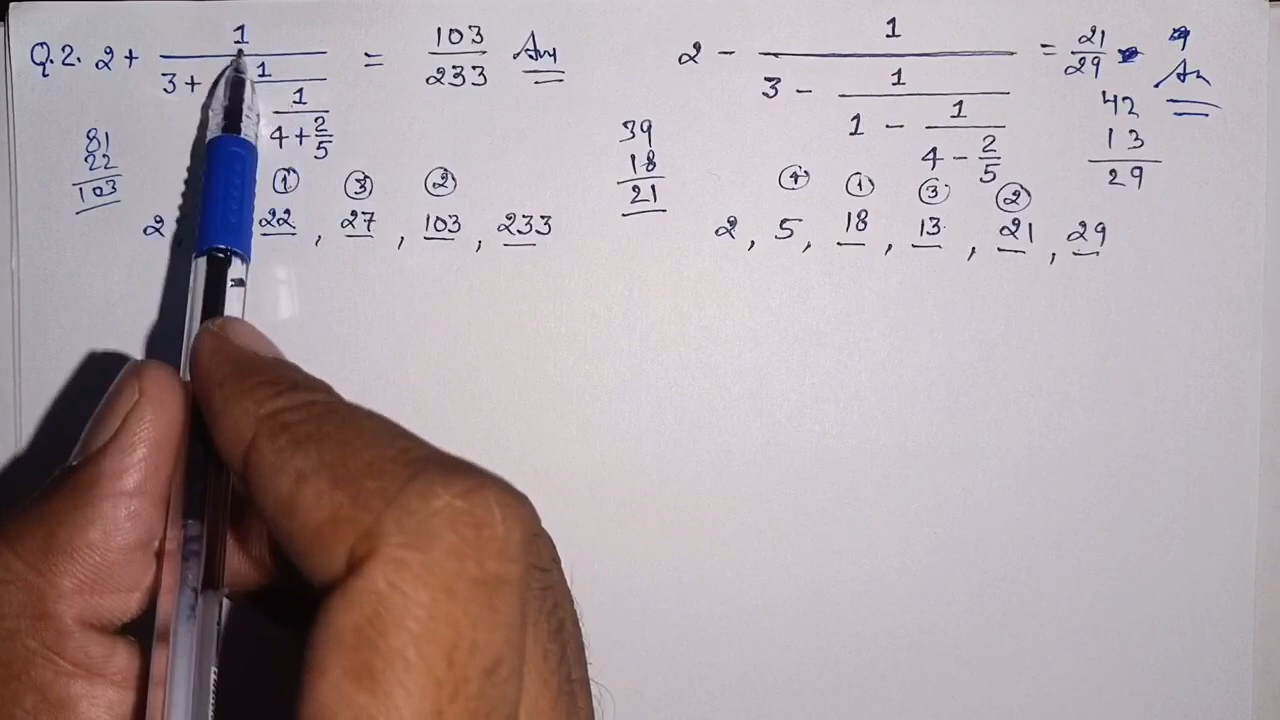 Q.2. 2 + 1 = 103 Ans
3 + 1 233
1
4 + 2
5
81
22
103
① ③ ②
2 22 , 27 , 103 , 233
2 - 1 = 21
3 - 1 29
1 - 1
4 - 2
5
42
13
29
39
18
21
④ ① ③ ②
2 , 5 , 18 , 13 , 21 , 29